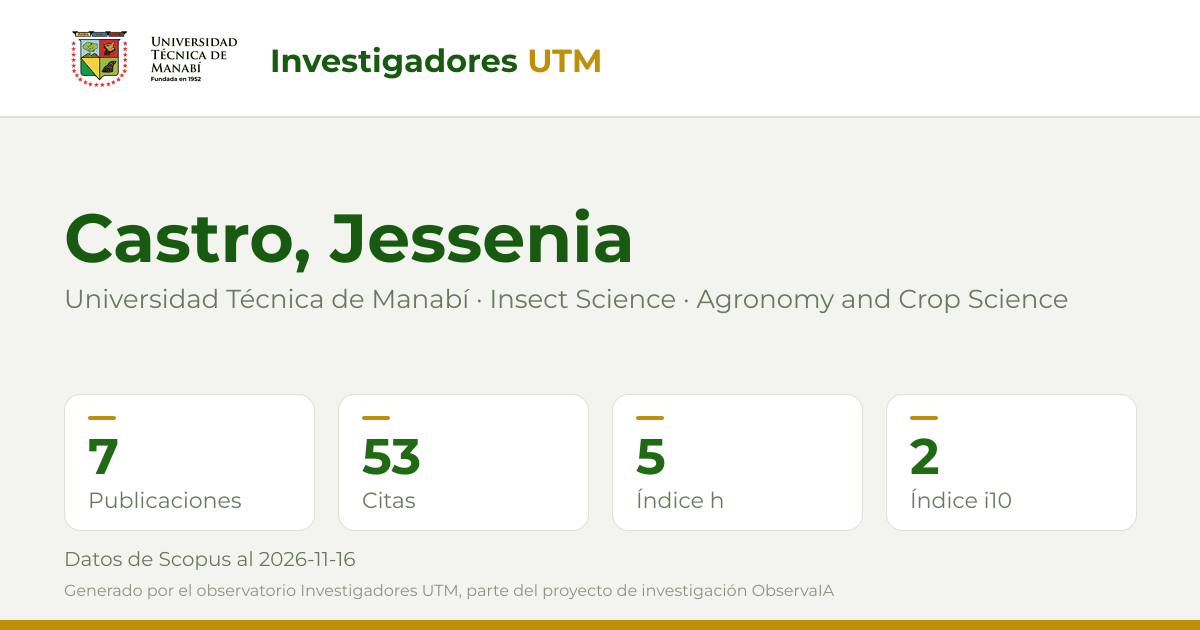 UNIVERSIDAD
TÉCNICA DE
MANABÍ
Fundada en 1952
Investigadores UTM
Castro, Jessenia
Universidad Técnica de Manabí · Insect Science · Agronomy and Crop Science
7
Publicaciones
53
Citas
5
Índice h
2
Índice i10
Datos de Scopus al 2026-11-16
Generado por el observatorio Investigadores UTM, parte del proyecto de investigación ObservaIA